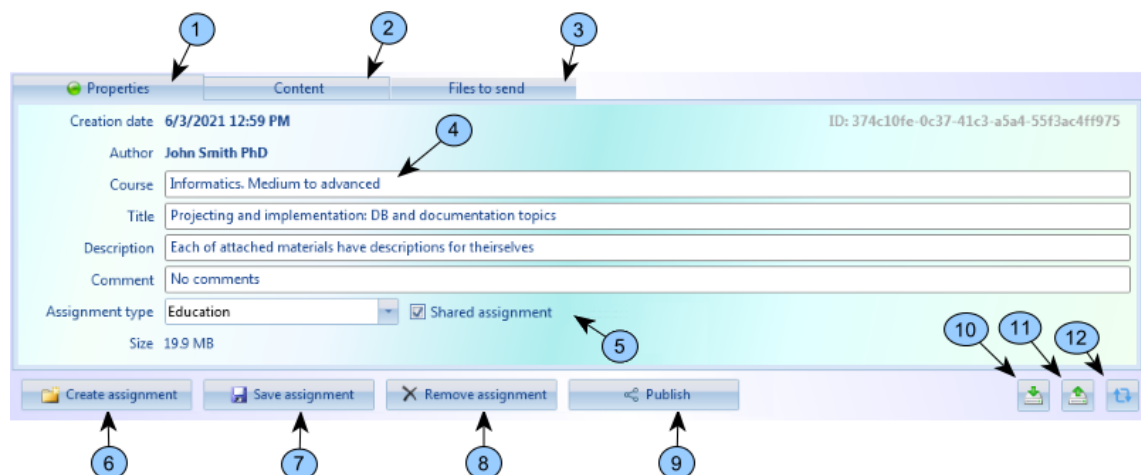 1
2
3
Properties
Content
Files to send
Creation date 6/3/2021 12:59 PM
ID: 374c10fe-0c37-41c3-a5a4-55f3ac4ff975
4
Author John Smith PhD
Course Informatics. Medium to advanced
Title Projecting and implementation: DB and documentation topics
Description Each of attached materials have descriptions for theirselves
Comment No comments
Assignment type Education Shared assignment
5
Size 19.9 MB
10
11
12
Create assignment
Save assignment
Remove assignment
Publish
6
7
8
9